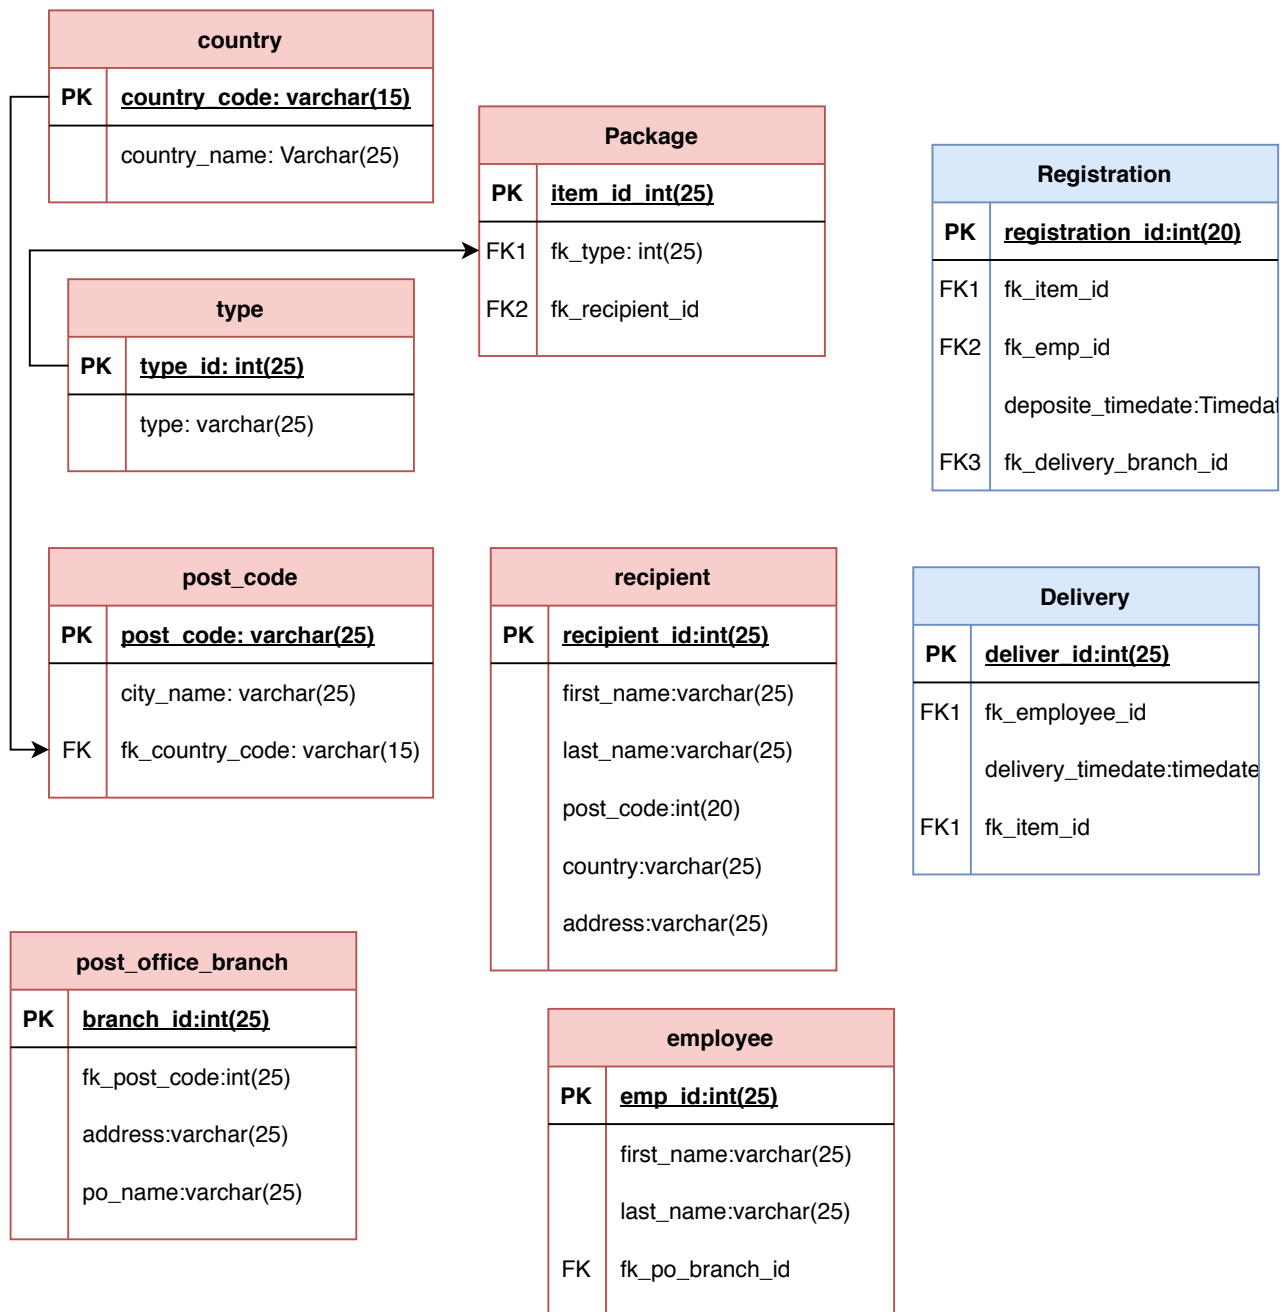 country
PK country_code: varchar(15)
country_name: Varchar(25)
Package
PK item_id_int(25)
FK1 fk_type: int(25)
FK2 fk_recipient_id
Registration
PK registration_id:int(20)
FK1 fk_item_id
FK2 fk_emp_id
deposite_timedate:Timedat
FK3 fk_delivery_branch_id
type
PK type_id: int(25)
type: varchar(25)
post_code
PK post_code: varchar(25)
city_name: varchar(25)
FK fk_country_code: varchar(15)
recipient
PK recipient_id:int(25)
first_name:varchar(25)
last_name:varchar(25)
post_code:int(20)
country:varchar(25)
address:varchar(25)
Delivery
PK deliver_id:int(25)
FK1 fk_employee_id
delivery_timedate:timedate
FK1 fk_item_id
post_office_branch
PK branch_id:int(25)
fk_post_code:int(25)
address:varchar(25)
po_name:varchar(25)
employee
PK emp_id:int(25)
first_name:varchar(25)
last_name:varchar(25)
FK fk_po_branch_id